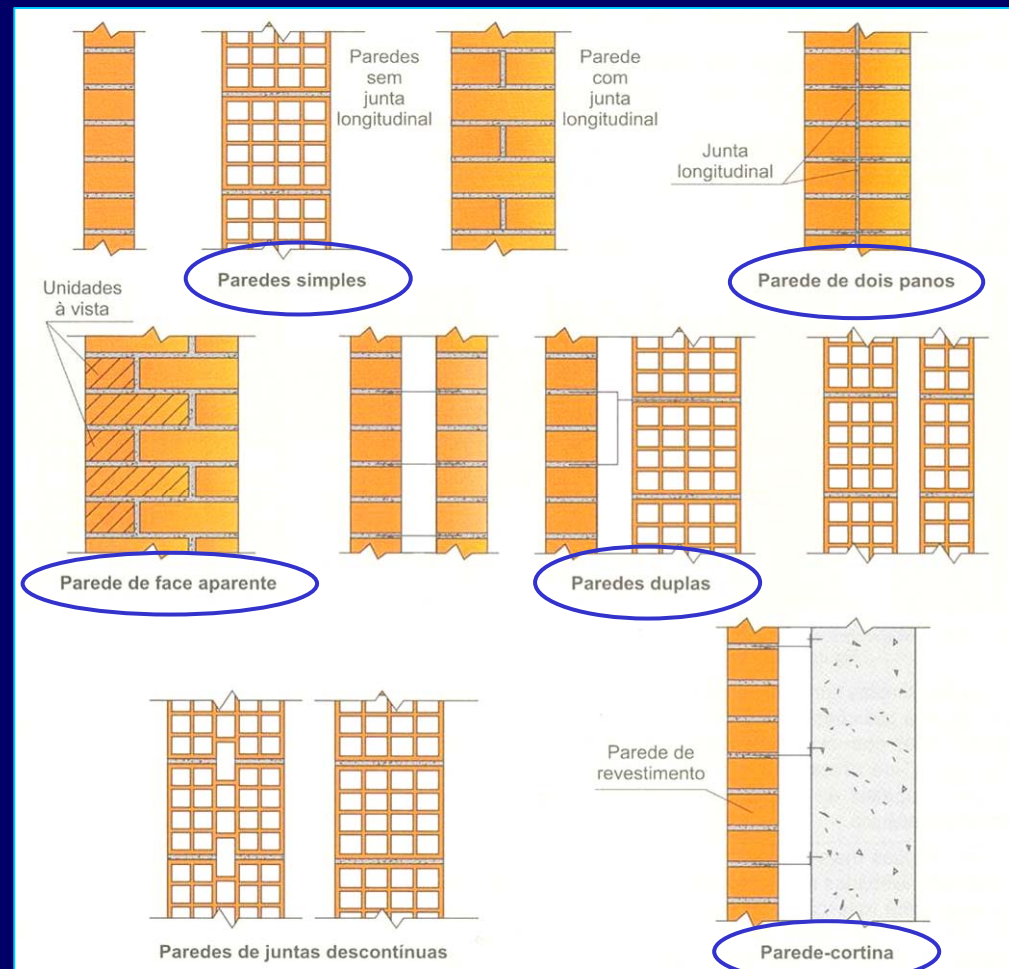 Paredes
sem
junta
longitudinal
Parede
com
junta
longitudinal
Junta
longitudinal
Paredes simples
Parede de dois panos
Unidades
à vista
Parede de face aparente
Paredes duplas
Parede de
revestimento
Paredes de juntas descontínuas
Parede-cortina